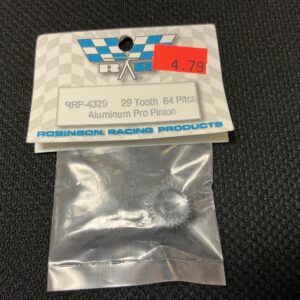 4.79
RRP-4329 29 Tooth 64 Pitch
Aluminum Pro Pinion
ROBINSON RACING PRODUCTS